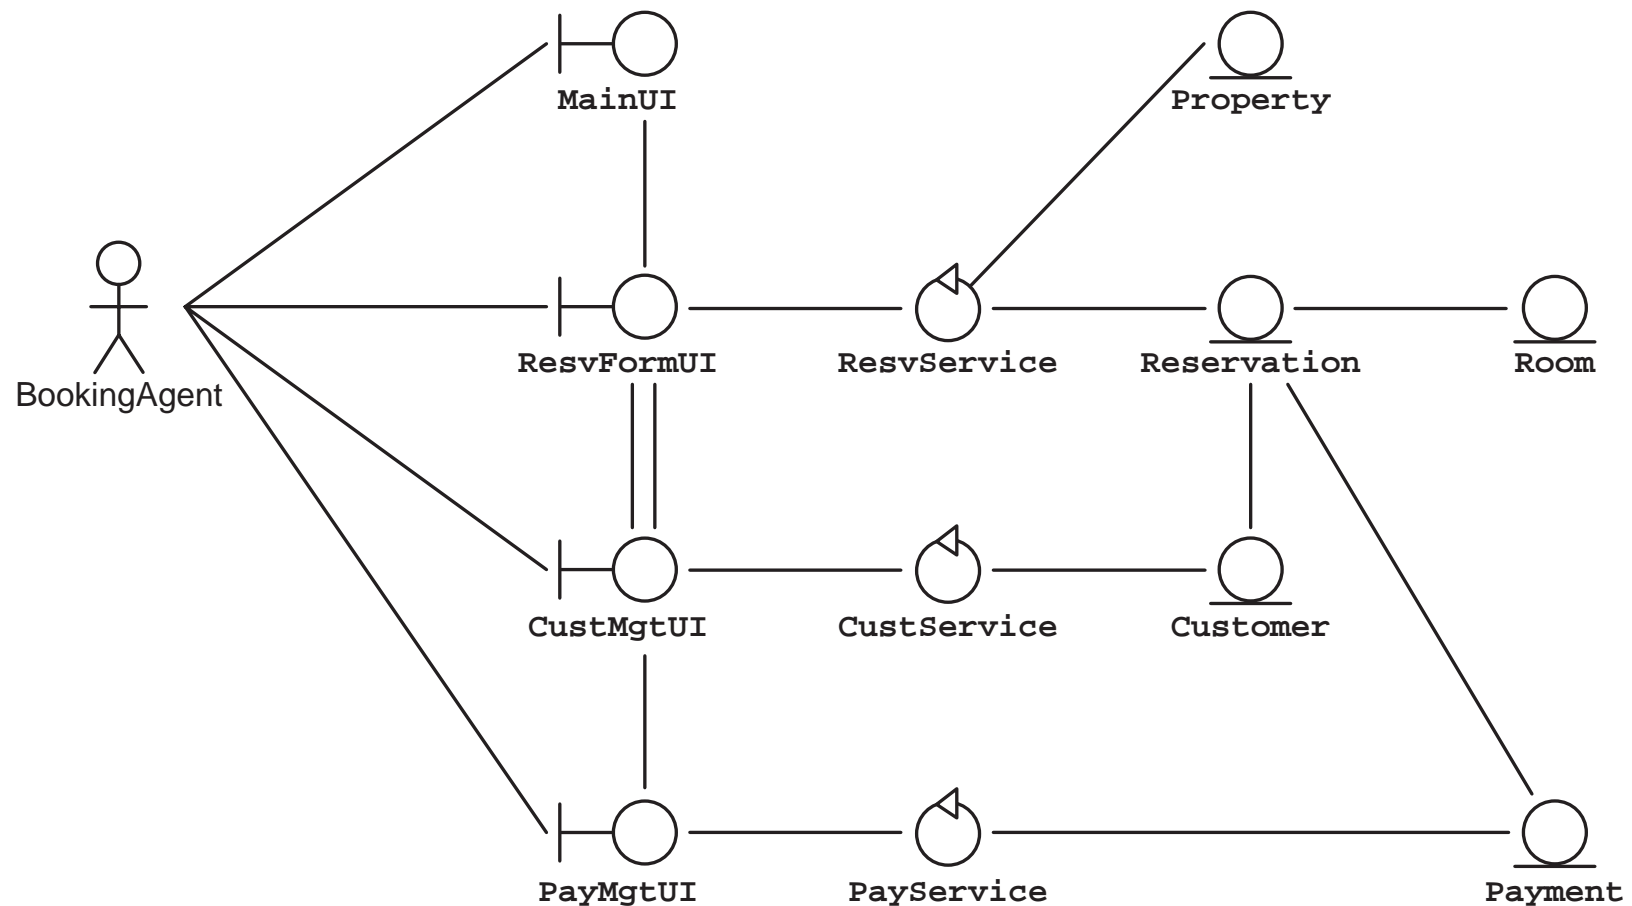 MainUI
Property
BookingAgent
ResvFormUI
ResvService
Reservation
Room
CustMgtUI
CustService
Customer
PayMgtUI
PayService
Payment